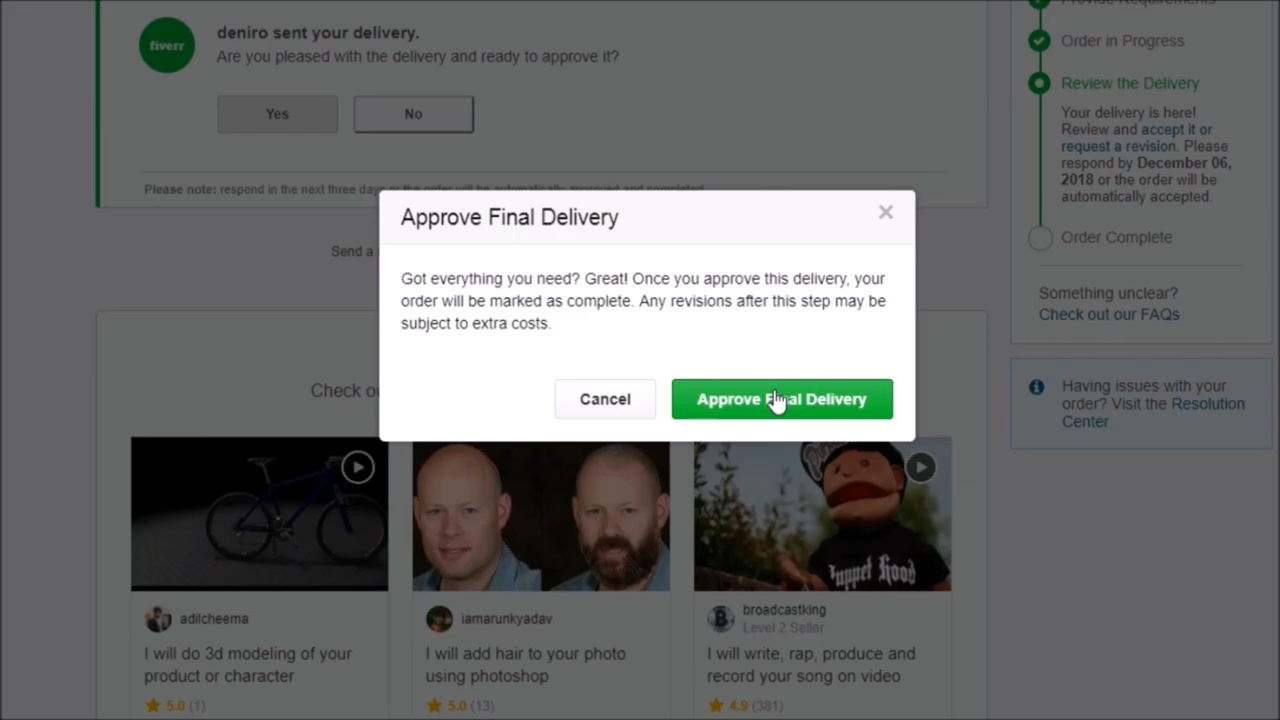 fiverr
deniro sent your delivery.
Are you pleased with the delivery and ready to approve it?
Yes
No
Please note: respond in the next three days or the order will be automatically approved and completed.
Send a
Approve Final Delivery
×
Got everything you need? Great! Once you approve this delivery, your
order will be marked as complete. Any revisions after this step may be
subject to extra costs.
Cancel
Approve Final Delivery
Check
adilcheema
I will do 3d modeling of your
product or character
5.0 (1)
iamarunkyadav
I will add hair to your photo
using photoshop
5.0 (13)
Puppet Hood
B
broadcastking
Level 2 Seller
I will write, rap, produce and
record your song on video
4.9 (381)
Provide Requirements
Order in Progress
Review the Delivery
Your delivery is here!
Review and accept it or
request a revision. Please
respond by December 06,
2018 or the order will be
automatically accepted.
Order Complete
Something unclear?
Check out our FAQs
Having issues with your
order? Visit the Resolution
Center